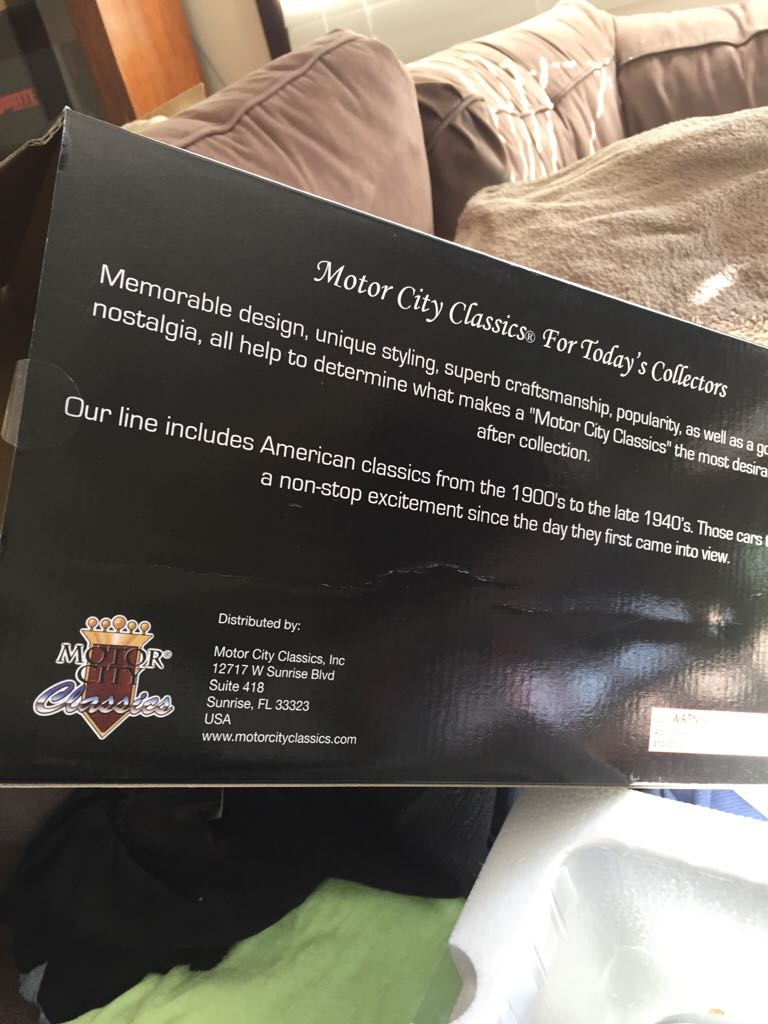 Motor City Classics® For Today's Collectors
Memorable design, unique styling, superb craftsmanship, popularity, as well as a
nostalgia, all help to determine what makes a "Motor City Classics" the most
after collection.
Our line includes American classics from the 1900's to the late 1940's. Those cars
a non-stop excitement since the day they first came into view.
MOTOR®
CITY
Classics
Distributed by:
Motor City Classics, Inc
12717 W Sunrise Blvd
Suite 418
Sunrise, FL 33323
USA
www.motorcityclassics.com